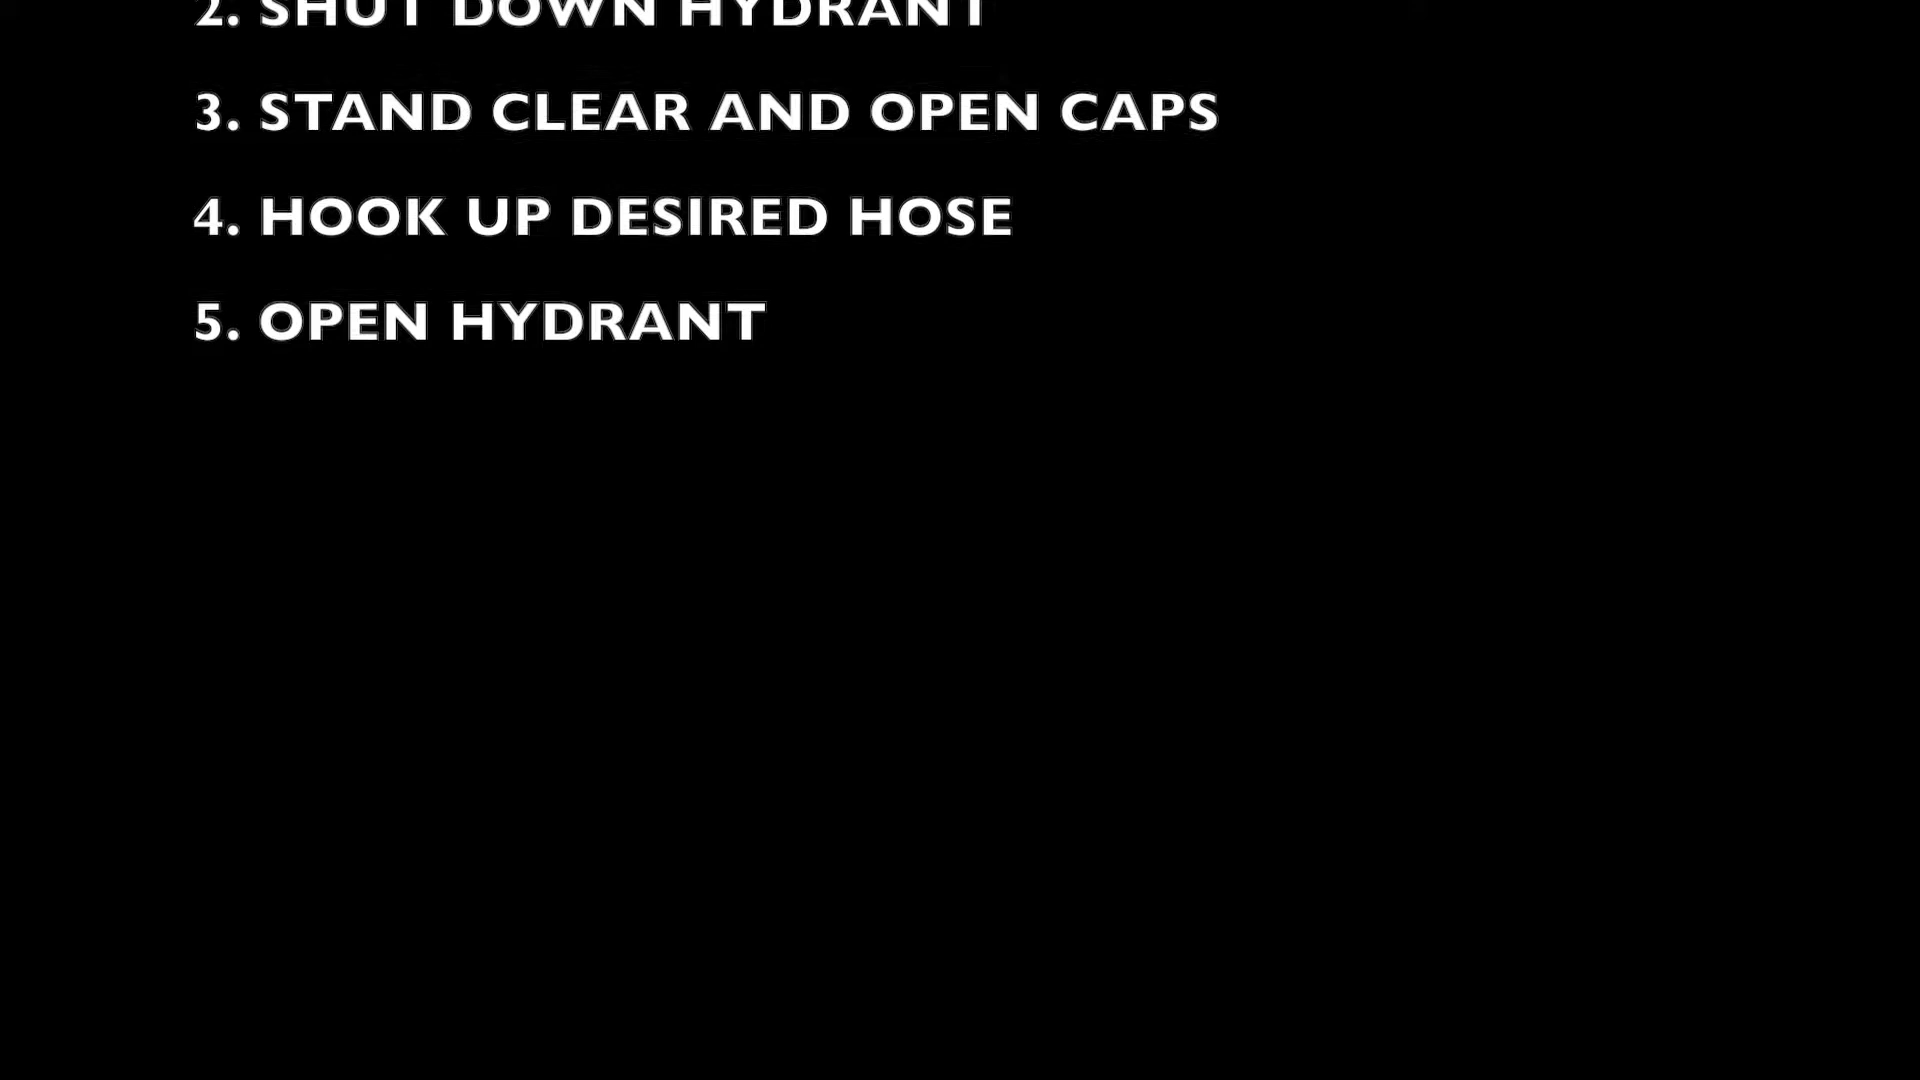 2. SHUT DOWN HYDRANT
3. STAND CLEAR AND OPEN CAPS
4. HOOK UP DESIRED HOSE
5. OPEN HYDRANT